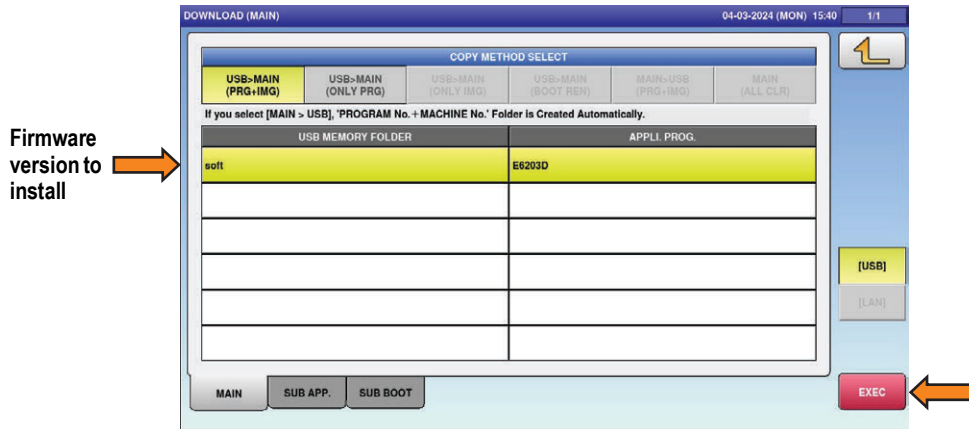 DOWNLOAD (MAIN) 04-03-2024 (MON) 15:40 1/1
COPY METHOD SELECT
USB>MAIN (PRG+IMG)
USB>MAIN (ONLY PRG)
USB>MAIN (ONLY IMG)
USB>MAIN (BOOT REN)
MAIN>USB (PRG+IMG)
MAIN (ALL CLR)
If you select [MAIN > USB], 'PROGRAM No.+MACHINE No.' Folder is Created Automatically.
USB MEMORY FOLDER APPLI. PROG.
soft E6203D
Firmware
version to
install
[USB]
[LAN]
MAIN SUB APP. SUB BOOT EXEC